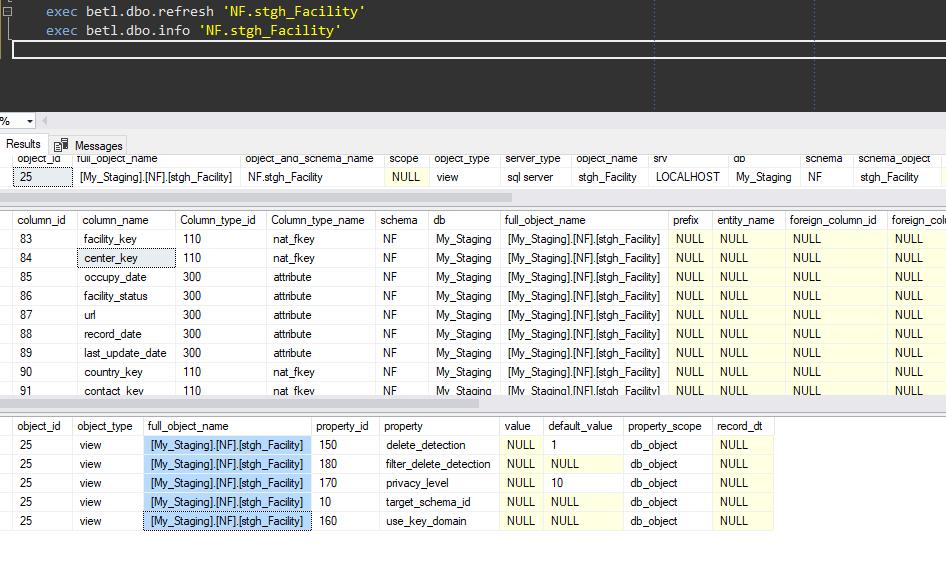 exec betl.dbo.refresh 'NF.stgh_Facility'
exec betl.dbo.info 'NF.stgh_Facility'
%
Results Messages
object_id full_object_name object_and_schema_name scope object_type server_type object_name srv db schema schema_object
25 [My_Staging].[NF].[stgh_Facility] NF.stgh_Facility NULL view sql server stgh_Facility LOCALHOST My_Staging NF stgh_Facility
column_id column_name Column_type_id Column_type_name schema db full_object_name prefix entity_name foreign_column_id foreign_colu
83 facility_key 110 nat_fkey NF My_Staging [My_Staging].[NF].[stgh_Facility] NULL NULL NULL NULL
84 center_key 110 nat_fkey NF My_Staging [My_Staging].[NF].[stgh_Facility] NULL NULL NULL NULL
85 occupy_date 300 attribute NF My_Staging [My_Staging].[NF].[stgh_Facility] NULL NULL NULL NULL
86 facility_status 300 attribute NF My_Staging [My_Staging].[NF].[stgh_Facility] NULL NULL NULL NULL
87 url 300 attribute NF My_Staging [My_Staging].[NF].[stgh_Facility] NULL NULL NULL NULL
88 record_date 300 attribute NF My_Staging [My_Staging].[NF].[stgh_Facility] NULL NULL NULL NULL
89 last_update_date 300 attribute NF My_Staging [My_Staging].[NF].[stgh_Facility] NULL NULL NULL NULL
90 country_key 110 nat_fkey NF My_Staging [My_Staging].[NF].[stgh_Facility] NULL NULL NULL NULL
91 contact_key 110 nat_fkey NF My_Staging [My_Staging].[NF].[stgh_Facility] NULL NULL NULL NULL
object_id object_type full_object_name property_id property value default_value property_scope record_dt
25 view [My_Staging].[NF].[stgh_Facility] 150 delete_detection NULL 1 db_object NULL
25 view [My_Staging].[NF].[stgh_Facility] 180 filter_delete_detection NULL NULL db_object NULL
25 view [My_Staging].[NF].[stgh_Facility] 170 privacy_level NULL 10 db_object NULL
25 view [My_Staging].[NF].[stgh_Facility] 10 target_schema_id NULL NULL db_object NULL
25 view [My_Staging].[NF].[stgh_Facility] 160 use_key_domain NULL NULL db_object NULL